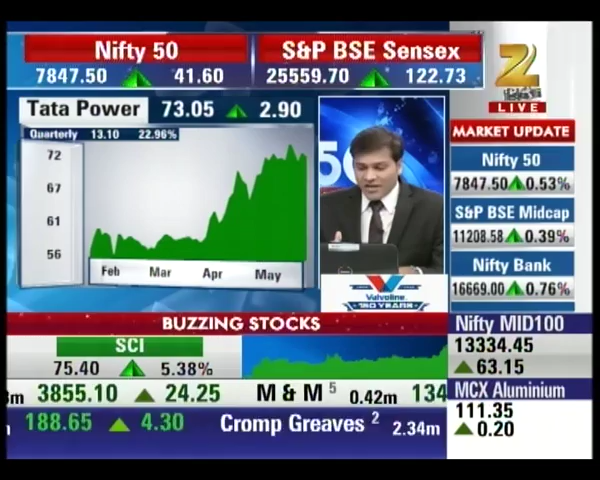 Nifty 50
7847.50 41.60
S&P BSE Sensex
25559.70 122.73
LIVE
Tata Power 73.05 2.90
Quarterly 13.10 22.96%
72
67
61
56
Feb Mar Apr May
Valvoline
150 YEARS
MARKET UPDATE
Nifty 50
7847.50 0.53%
S&P BSE Midcap
11208.58 0.39%
Nifty Bank
16669.00 0.76%
BUZZING STOCKS
SCI
75.40 5.38%
Nifty MID100
13334.45
63.15
MCX Aluminium
111.35
0.20
3m 3855.10 24.25 M & M 5 0.42m 134
188.65 4.30 Cromp Greaves 2 2.34m